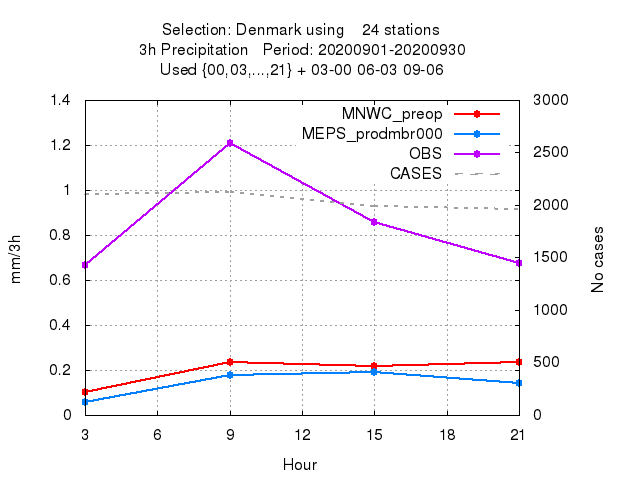 Selection: Denmark using    24 stations
3h Precipitation   Period: 20200901-20200930
Used {00,03,...,21} + 03-00 06-03 09-06
MNWC_preop
MEPS_prodmbr000
OBS
CASES
mm/3h
1.4
1.2
1
0.8
0.6
0.4
0.2
0
3000
2500
2000
1500
1000
500
0
No cases
3 6 9 12 15 18 21
Hour